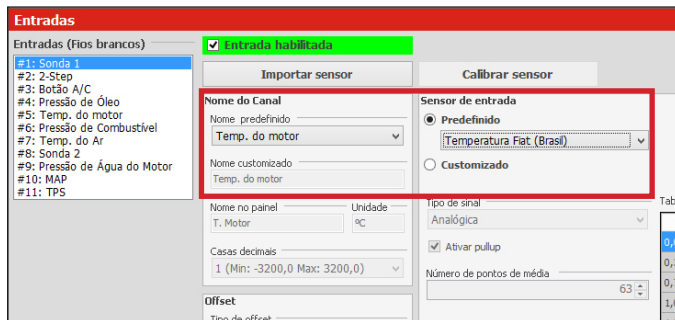 Entradas
Entradas (Fios brancos)
#1: Sonda 1
#2: 2-Step
#3: Botão A/C
#4: Pressão de Óleo
#5: Temp. do motor
#6: Pressão de Combustível
#7: Temp. do Ar
#8: Sonda 2
#9: Pressão de Água do Motor
#10: MAP
#11: TPS
Entrada habilitada
Importar sensor
Calibrar sensor
Nome do Canal
Nome predefinido
Temp. do motor
Nome customizado
Temp. do motor
Sensor de entrada
Predefinido
Temperatura Fiat (Brasil)
Customizado
Nome no painel
Unidade
T. Motor
ºC
Casas decimais
1 (Min: -3200,0 Max: 3200,0)
Offset
Tipo de offset
Tipo de sinal
Analógica
Ativar pullup
Número de pontos de média
63